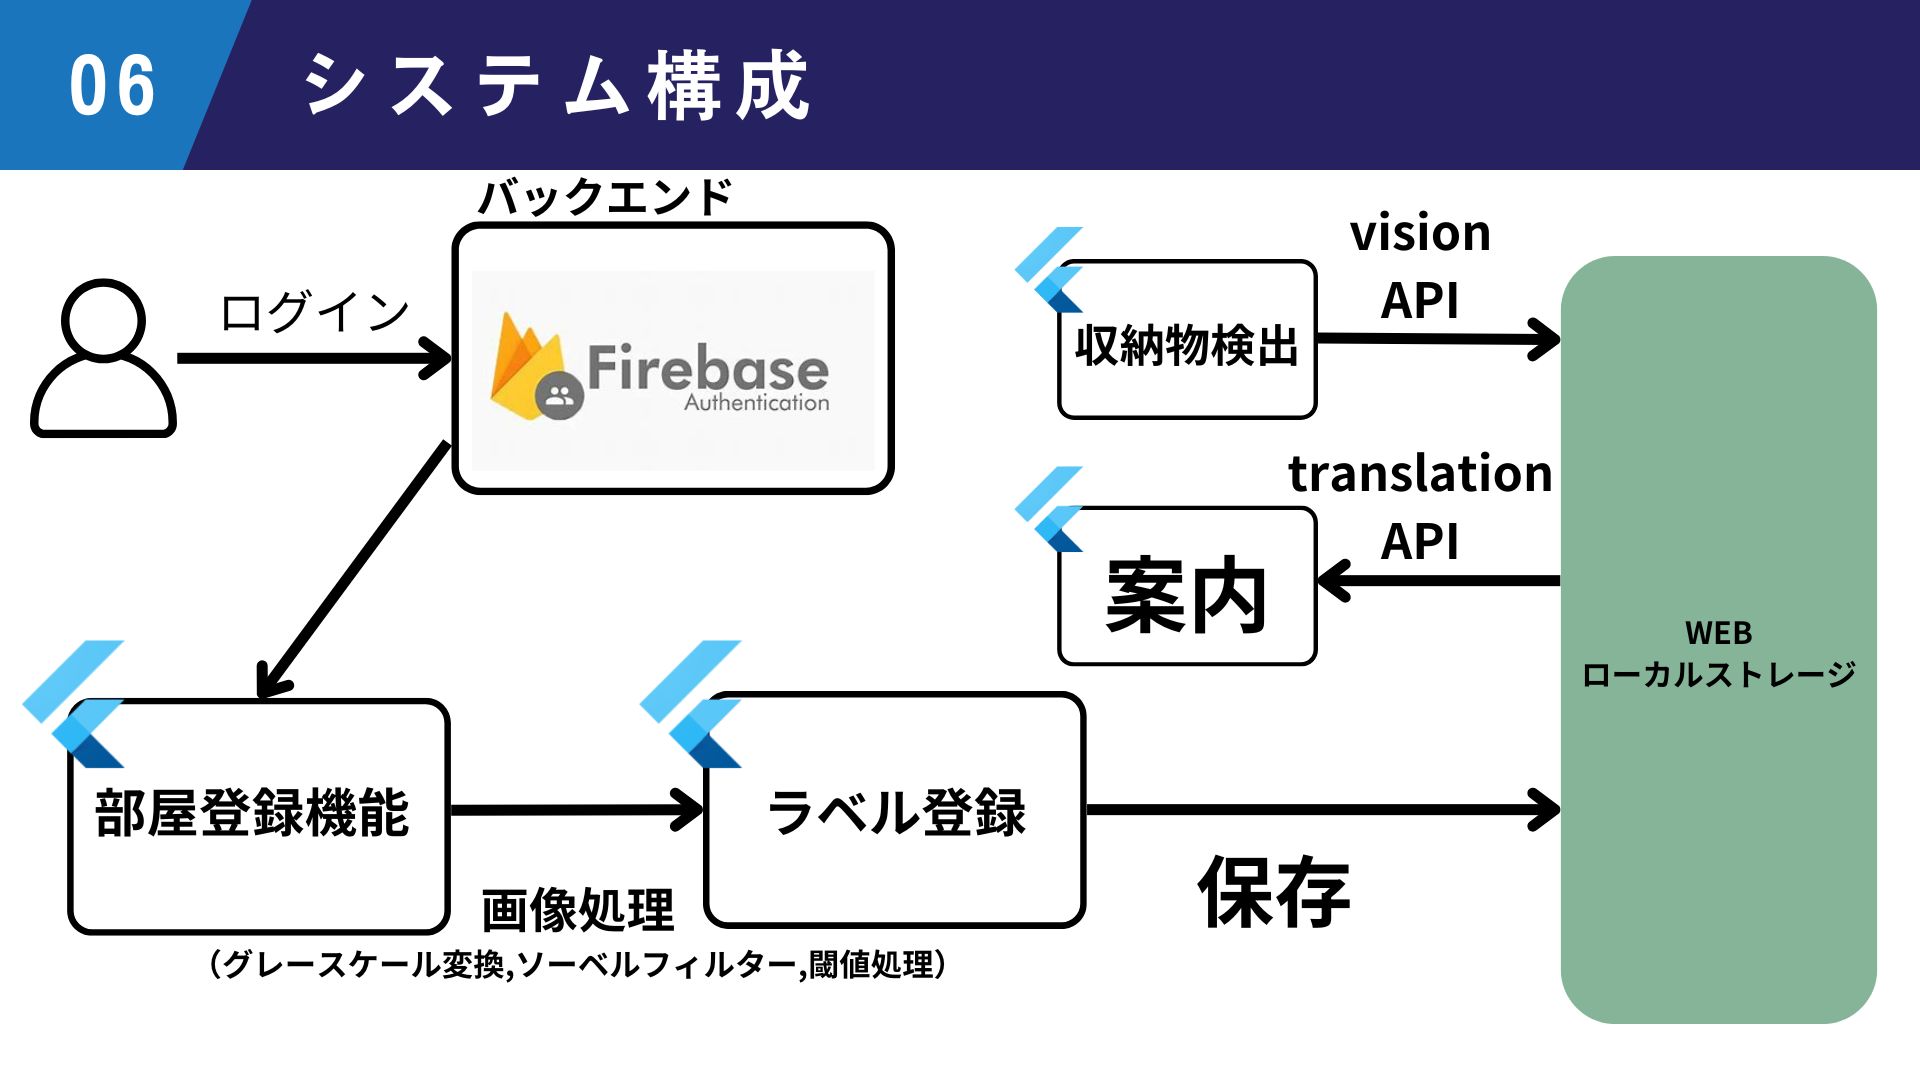 06
システム構成
バックエンド
ログイン
Firebase
Authentication
vision
API
収納物検出
translation
API
案内
WEB
ローカルストレージ
部屋登録機能
ラベル登録
画像処理
（グレースケール変換,ソーベルフィルター,閾値処理）
保存